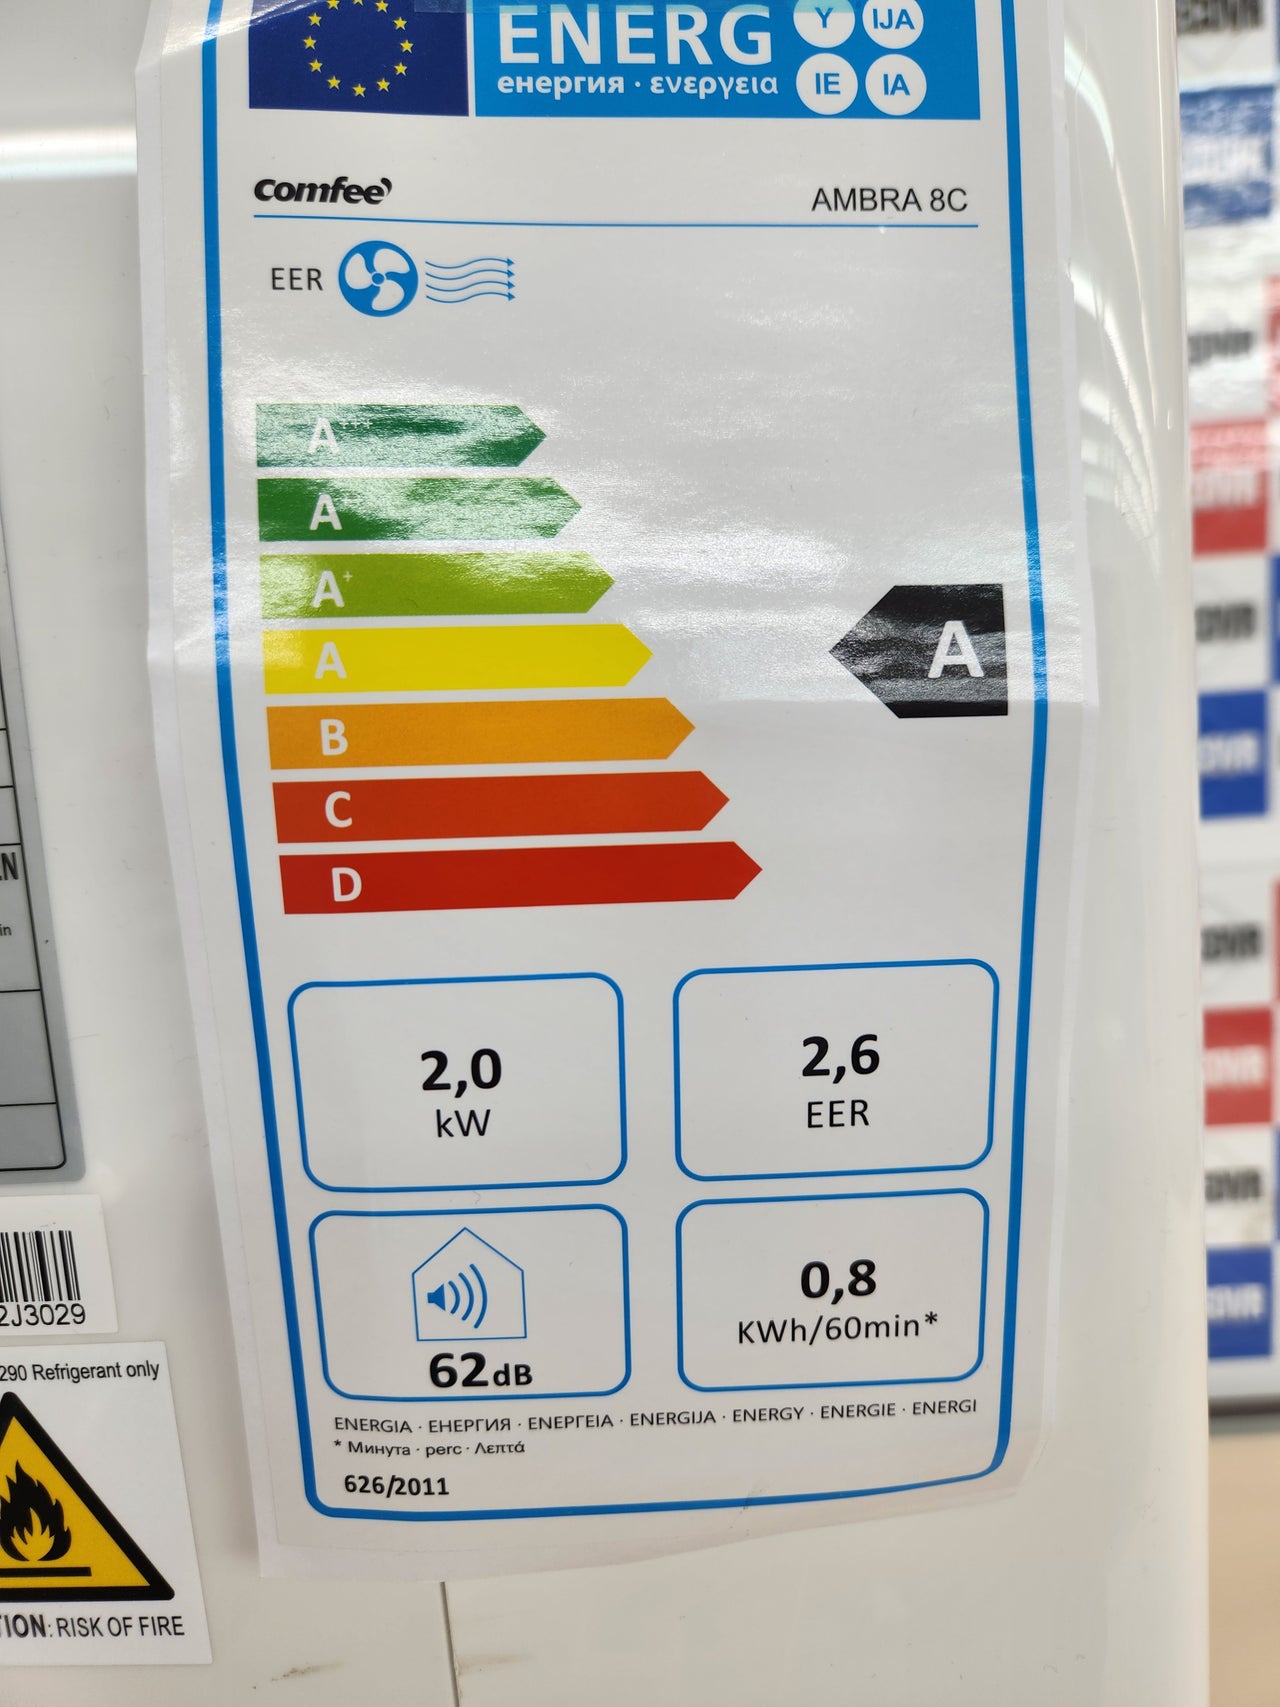 ENERG
енергия · ενεργεια
Y
IJA
IE
IA
comfee'
AMBRA 8C
EER
A+++
A
A+
A
A
B
C
D
2,0
kW
2,6
EER
62dB
0,8
KWh/60min*
ENERGIA · ЕНЕРГИЯ · ΕΝΕΡΓΕΙΑ · ENERGIJA · ENERGY · ENERGIE · ENERGI
* Минута · perc · Λεπτά
626/2011
2J3029
290 Refrigerant only
TION: RISK OF FIRE